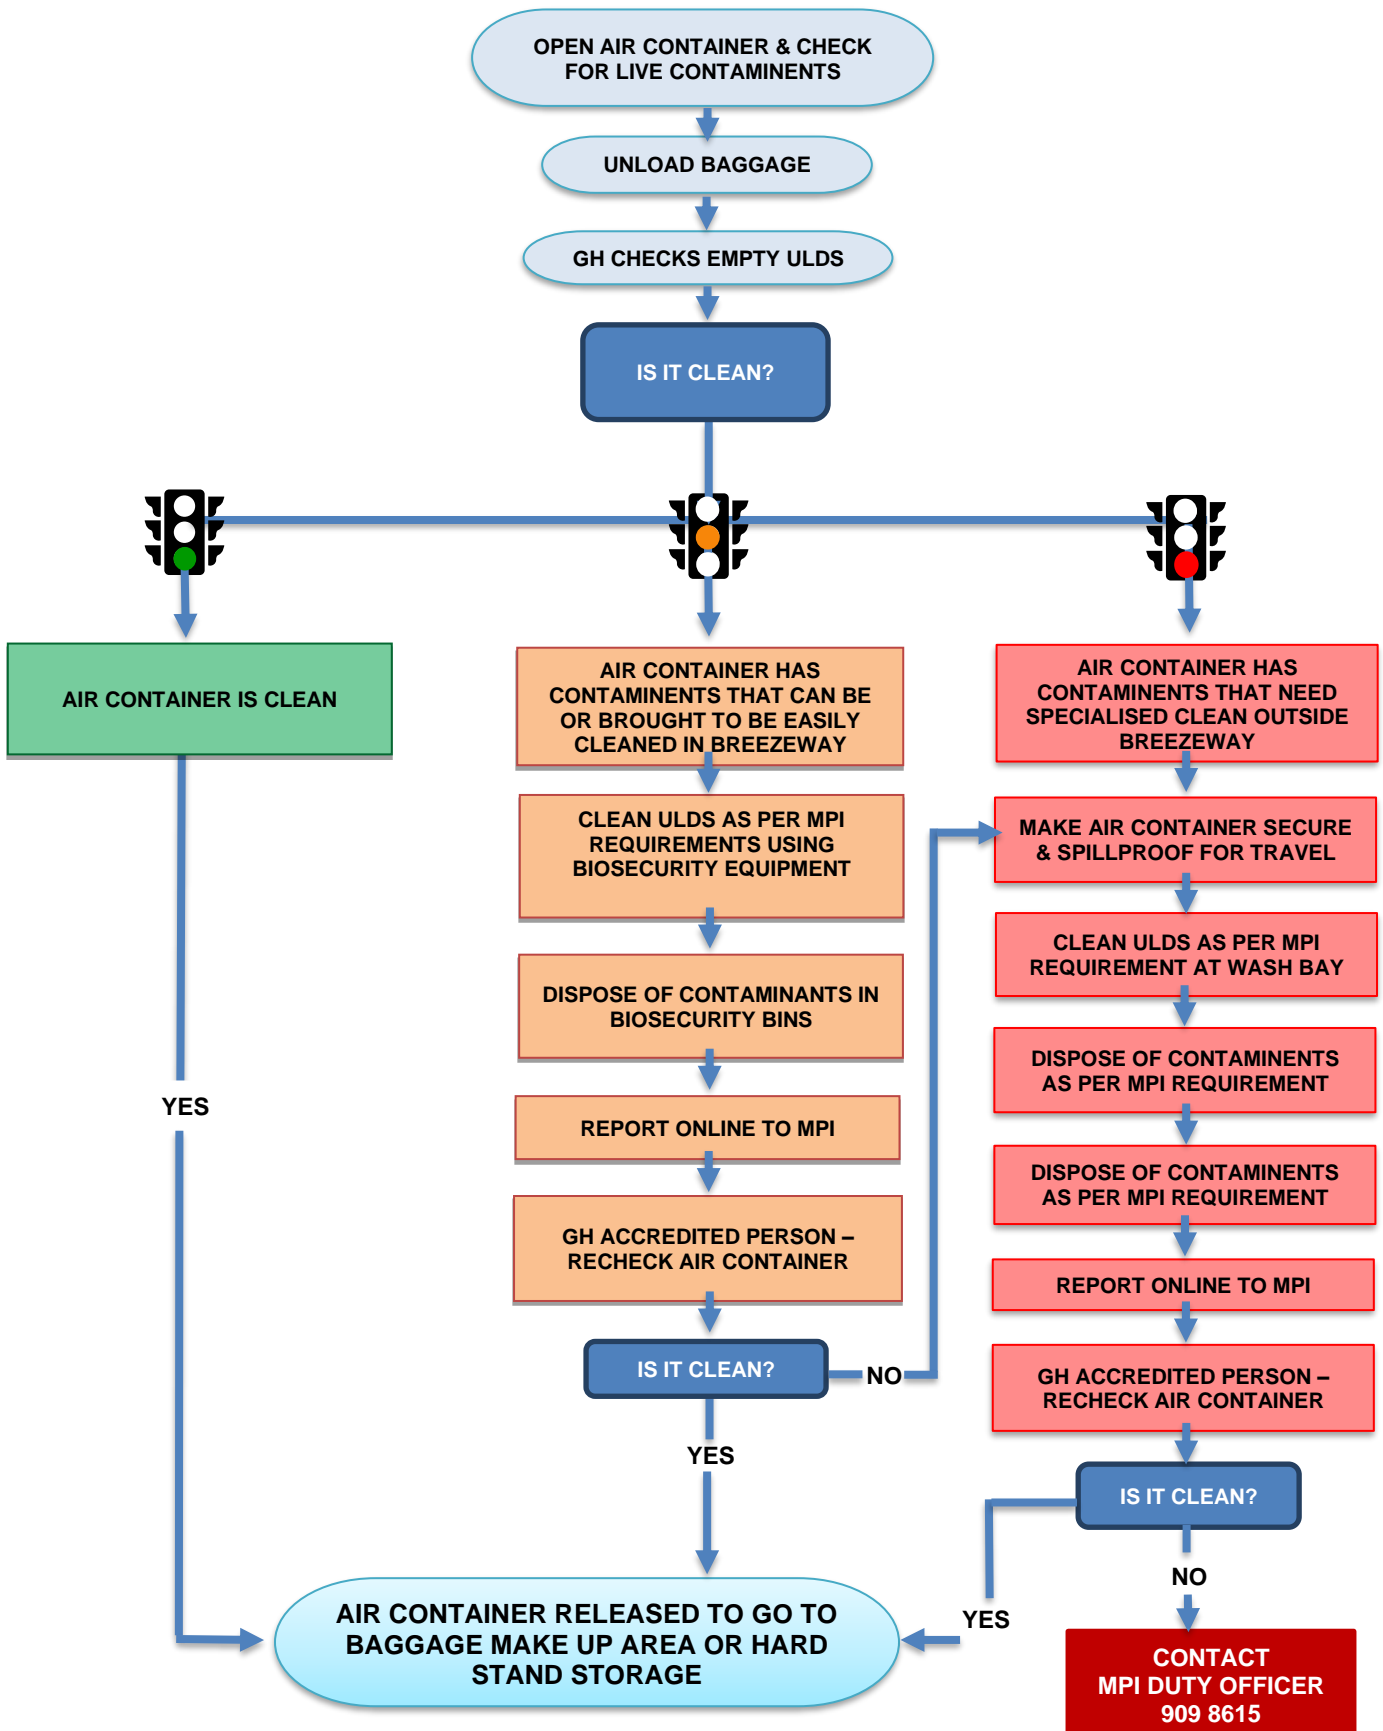 OPEN AIR CONTAINER & CHECK
FOR LIVE CONTAMINENTS
UNLOAD BAGGAGE
GH CHECKS EMPTY ULDS
IS IT CLEAN?
AIR CONTAINER IS CLEAN
YES
AIR CONTAINER HAS
CONTAMINENTS THAT CAN BE
OR BROUGHT TO BE EASILY
CLEANED IN BREEZEWAY
CLEAN ULDS AS PER MPI
REQUIREMENTS USING
BIOSECURITY EQUIPMENT
DISPOSE OF CONTAMINANTS IN
BIOSECURITY BINS
REPORT ONLINE TO MPI
GH ACCREDITED PERSON –
RECHECK AIR CONTAINER
IS IT CLEAN?
NO
YES
AIR CONTAINER HAS
CONTAMINENTS THAT NEED
SPECIALISED CLEAN OUTSIDE
BREEZEWAY
MAKE AIR CONTAINER SECURE
& SPILLPROOF FOR TRAVEL
CLEAN ULDS AS PER MPI
REQUIREMENT AT WASH BAY
DISPOSE OF CONTAMINENTS
AS PER MPI REQUIREMENT
DISPOSE OF CONTAMINENTS
AS PER MPI REQUIREMENT
REPORT ONLINE TO MPI
GH ACCREDITED PERSON –
RECHECK AIR CONTAINER
IS IT CLEAN?
NO
YES
AIR CONTAINER RELEASED TO GO TO
BAGGAGE MAKE UP AREA OR HARD
STAND STORAGE
CONTACT
MPI DUTY OFFICER
909 8615